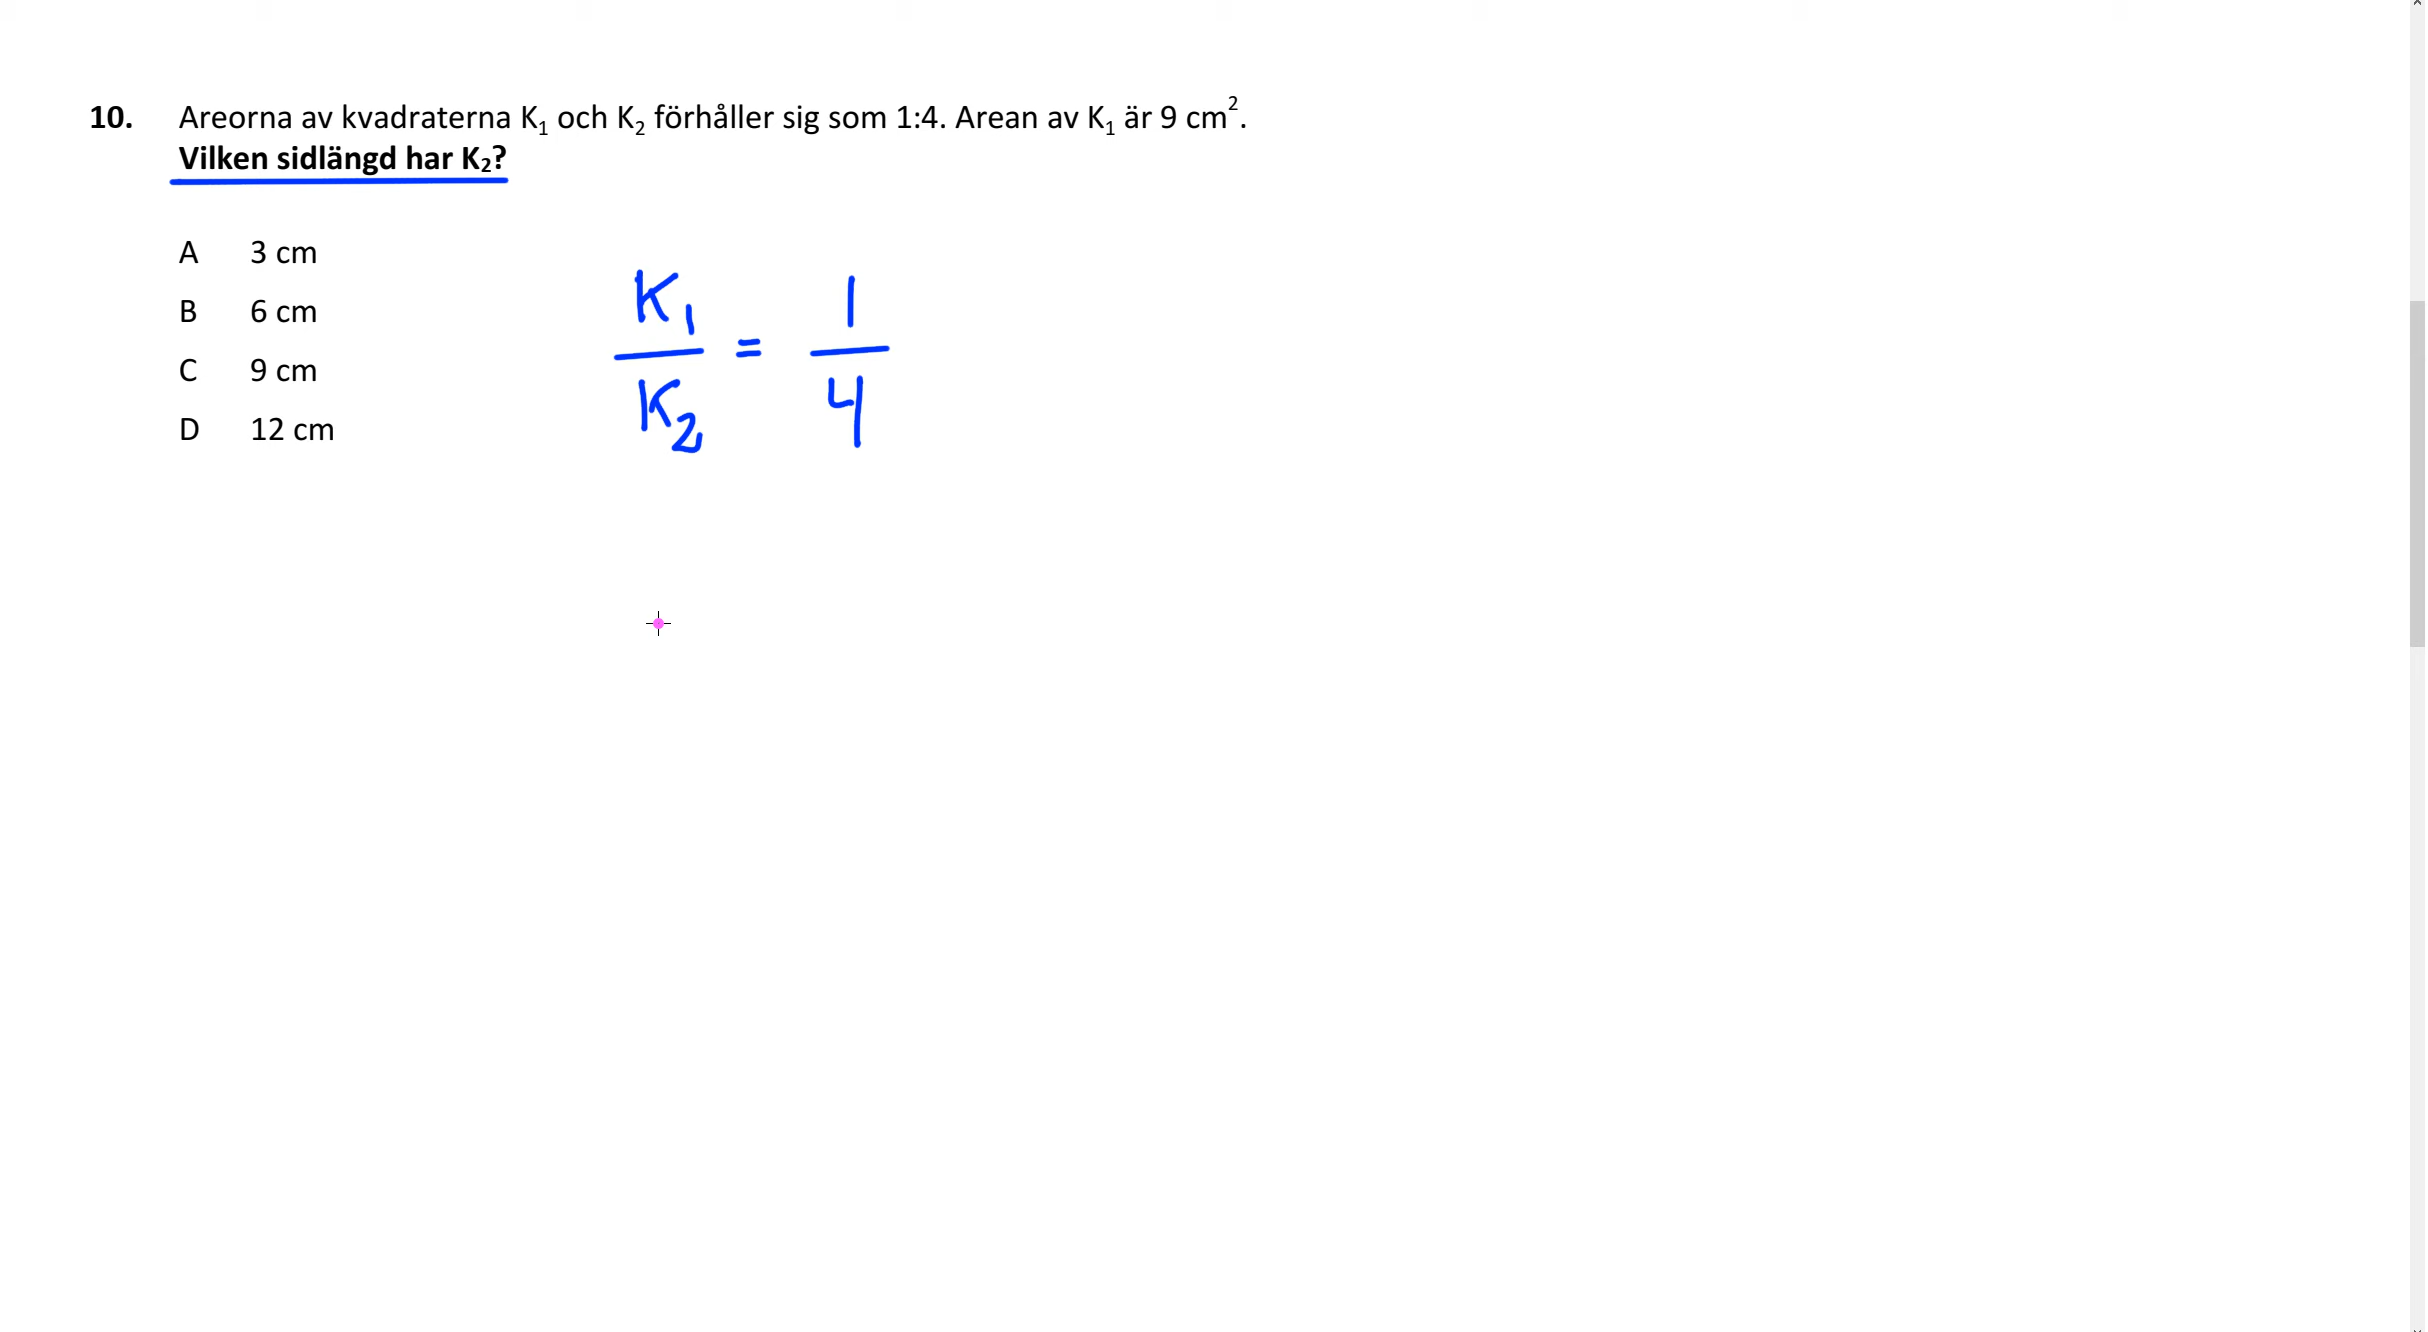 10. Areorna av kvadraterna K₁ och K₂ förhåller sig som 1:4. Arean av K₁ är 9 cm².
Vilken sidlängd har K₂?
A 3 cm
B 6 cm
C 9 cm
D 12 cm
K₁/K₂ = 1/4